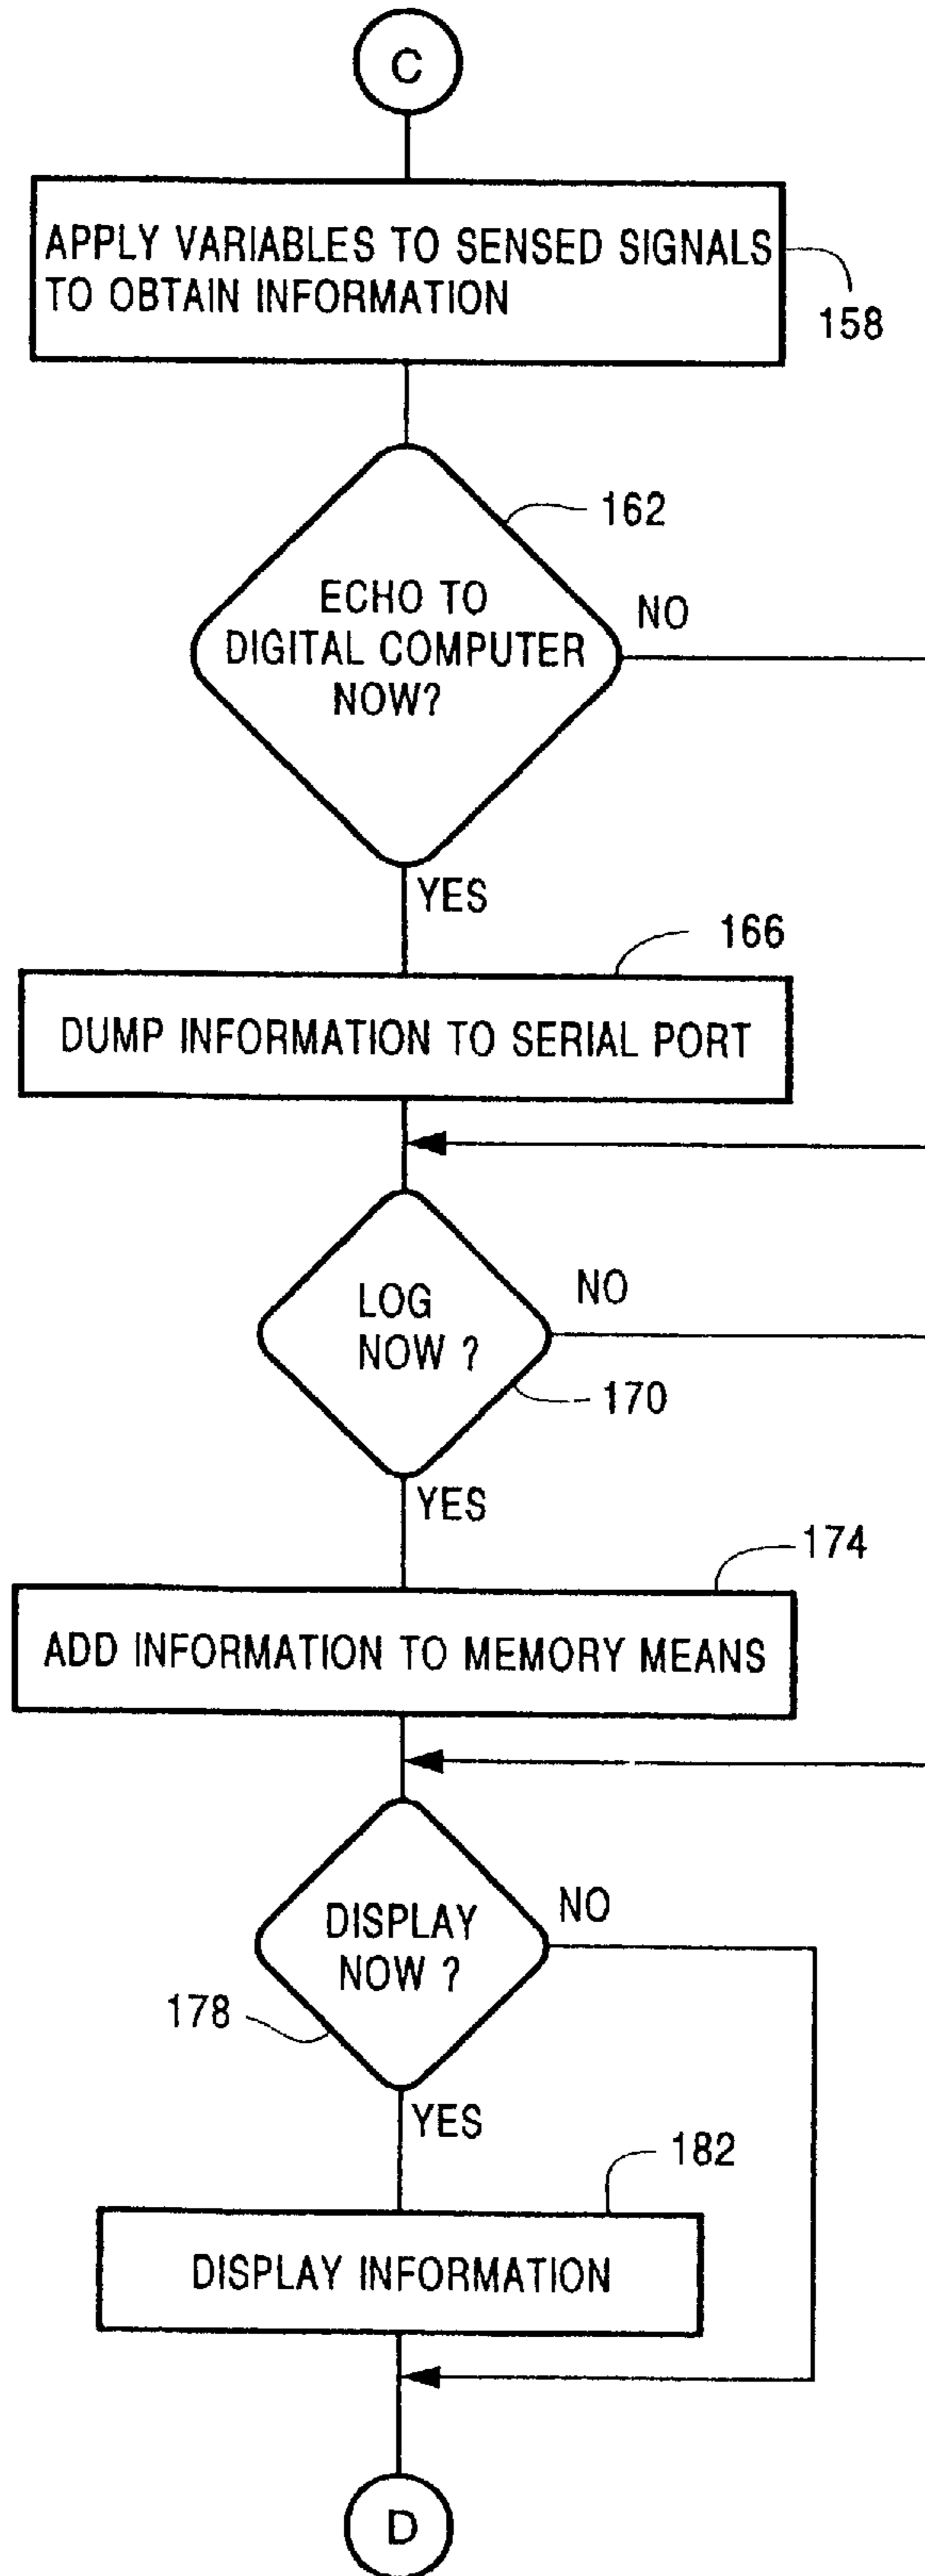 C
APPLY VARIABLES TO SENSED SIGNALS
TO OBTAIN INFORMATION
158
162
ECHO TO
DIGITAL COMPUTER
NOW?
NO
YES
166
DUMP INFORMATION TO SERIAL PORT
LOG
NOW ?
NO
170
YES
174
ADD INFORMATION TO MEMORY MEANS
DISPLAY
NOW ?
NO
178
YES
182
DISPLAY INFORMATION
D